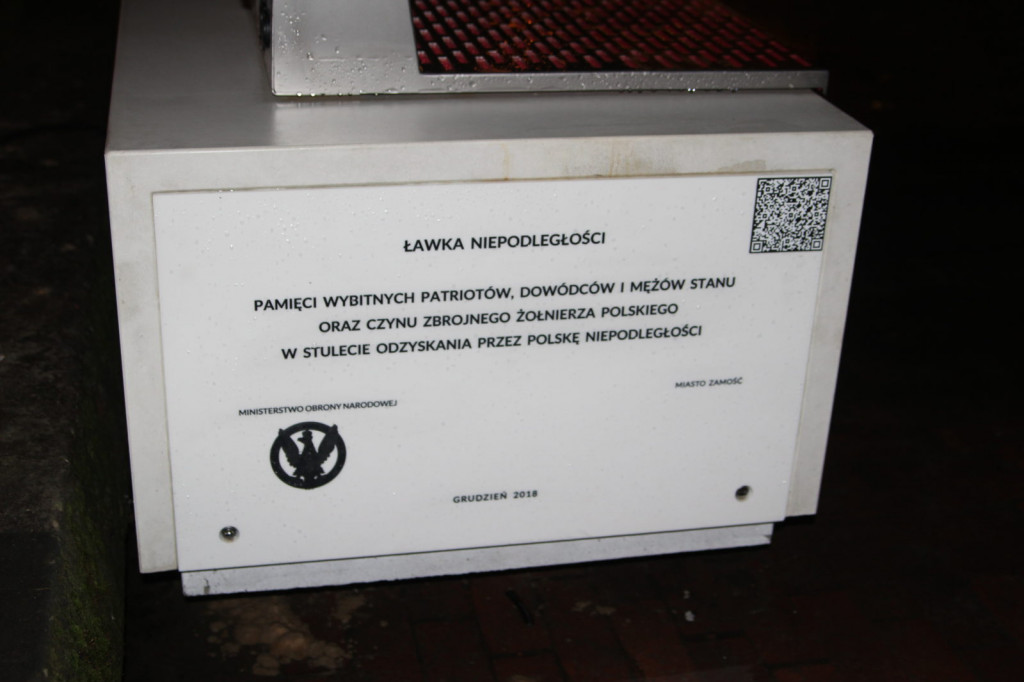 ŁAWKA NIEPODLEGŁOŚCI
PAMIĘCI WYBITNYCH PATRIOTÓW, DOWÓDCÓW I MĘŻÓW STANU
ORAZ CZYNU ZBROJNEGO ŻOŁNIERZA POLSKIEGO
W STULECIE ODZYSKANIA PRZEZ POLSKĘ NIEPODLEGŁOŚCI
MINISTERSTWO OBRONY NARODOWEJ
MIASTO ZAMOŚĆ
GRUDZIEŃ 2018